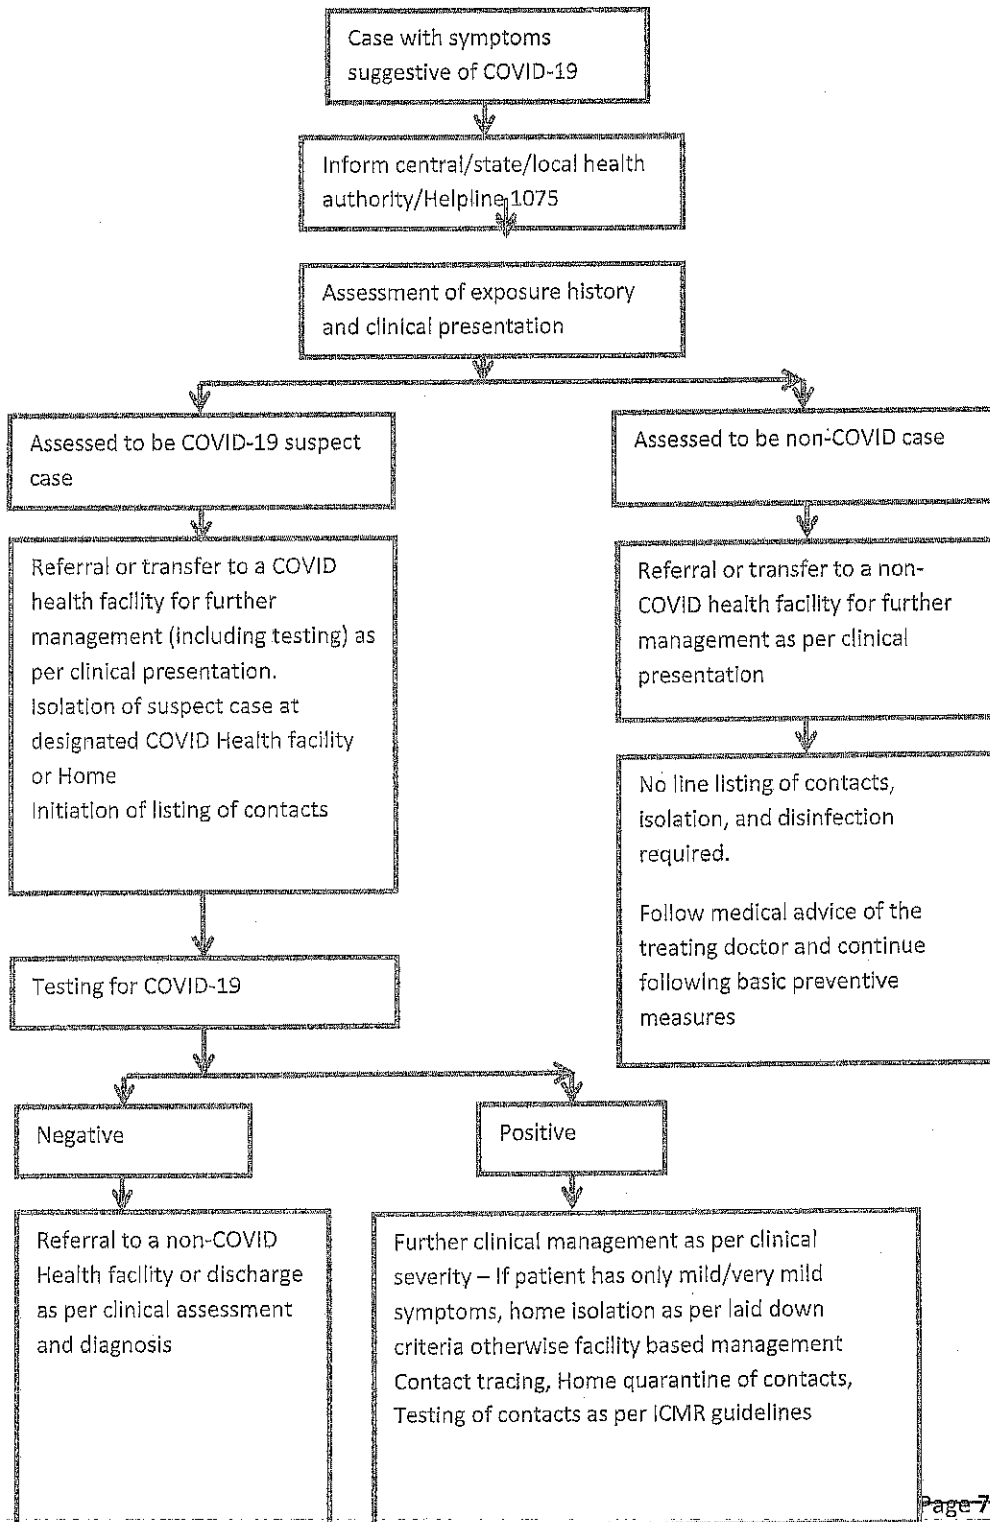 Case with symptoms
suggestive of COVID-19
Inform central/state/local health
authority/Helpline 1075
Assessment of exposure history
and clinical presentation
Assessed to be COVID-19 suspect
case
Assessed to be non-COVID case
Referral or transfer to a COVID
health facility for further
management (including testing) as
per clinical presentation.
Isolation of suspect case at
designated COVID Health facility
or Home
Initiation of listing of contacts
Referral or transfer to a non-
COVID health facility for further
management as per clinical
presentation
No line listing of contacts,
isolation, and disinfection
required.
Follow medical advice of the
treating doctor and continue
following basic preventive
measures
Testing for COVID-19
Negative
Positive
Referral to a non-COVID
Health facility or discharge
as per clinical assessment
and diagnosis
Further clinical management as per clinical
severity – If patient has only mild/very mild
symptoms, home isolation as per laid down
criteria otherwise facility based management
Contact tracing, Home quarantine of contacts,
Testing of contacts as per ICMR guidelines
Page 7